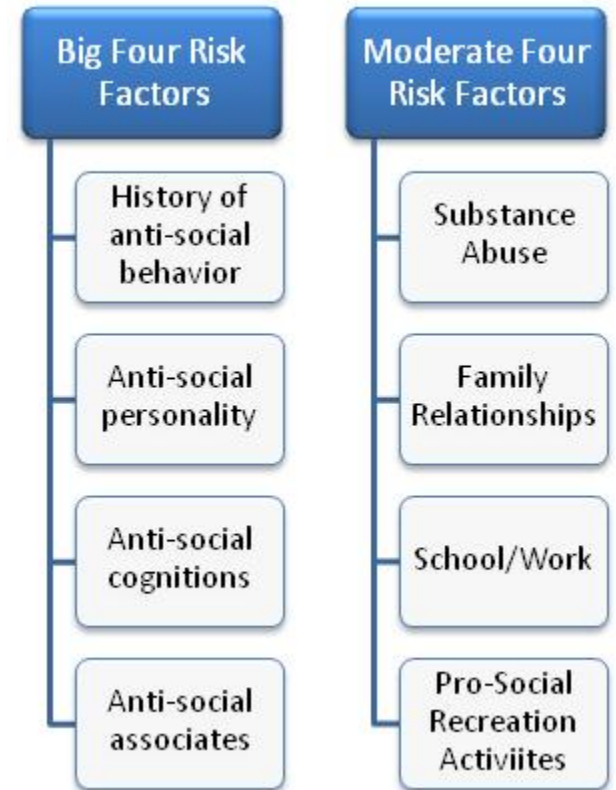 Big Four Risk
Factors
History of
anti-social
behavior
Anti-social
personality
Anti-social
cognitions
Anti-social
associates
Moderate Four
Risk Factors
Substance
Abuse
Family
Relationships
School/Work
Pro-Social
Recreation
Activiites